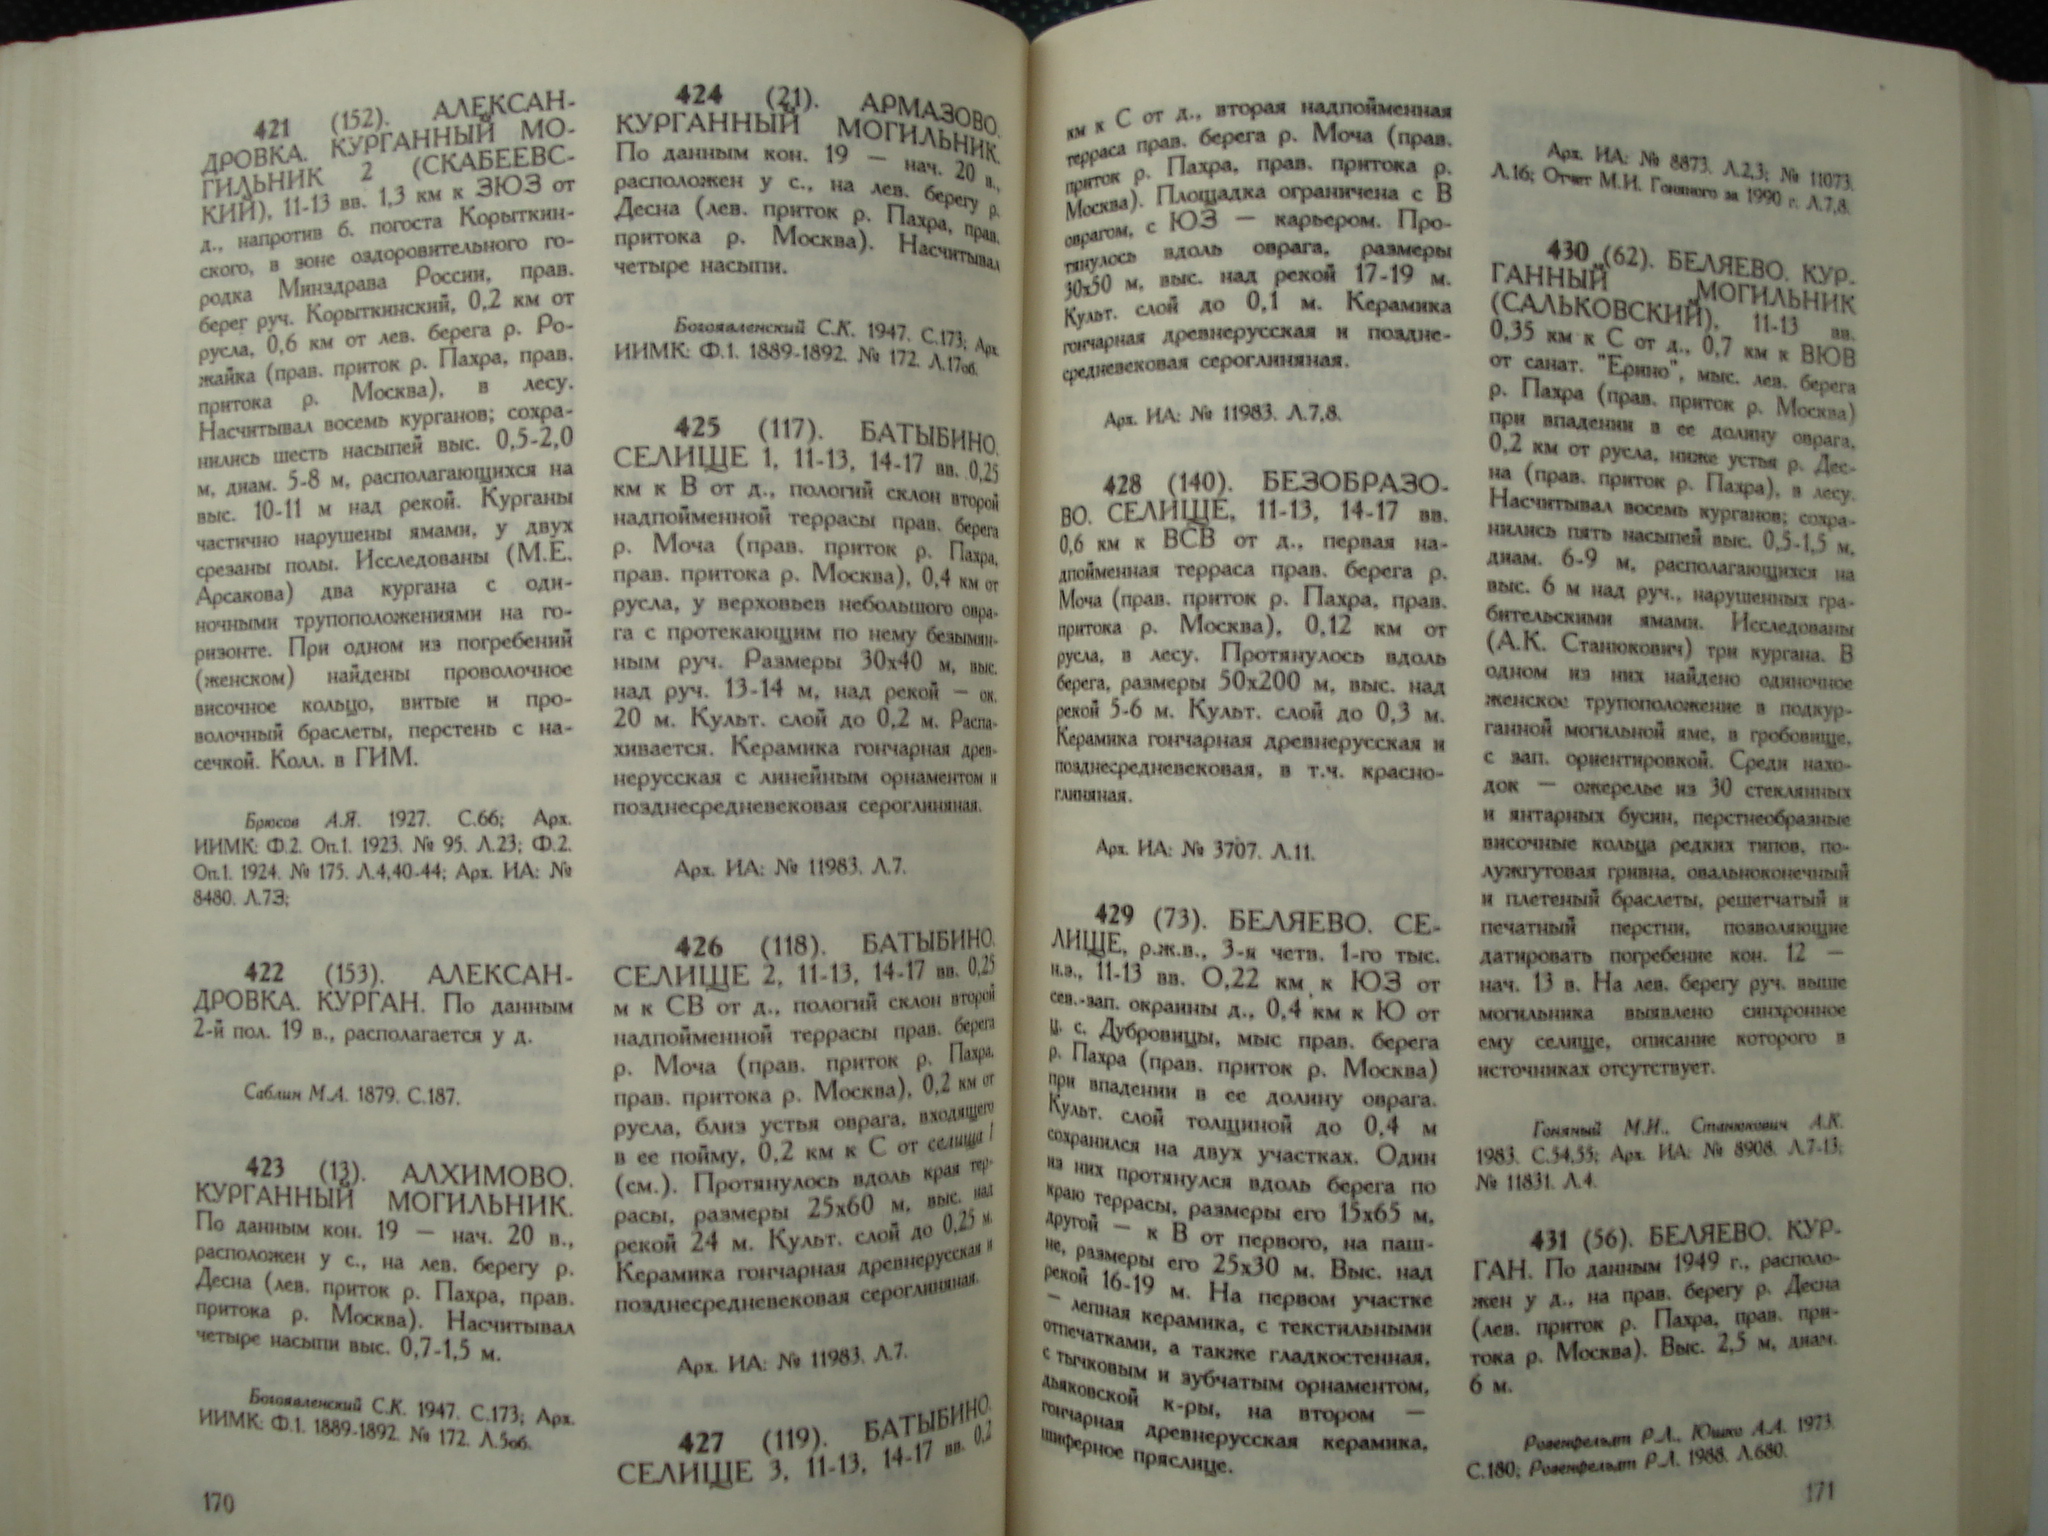 421 (152). АЛЕКСАН-
ДРОВКА. КУРГАННЫЙ МО-
ГИЛЬНИК 2 (СКАБЕЕВС-
КИЙ), 11-13 вв. 1,3 км к ЗЮЗ от
д., напротив б. погоста Корыткин-
ского, в зоне оздоровительного го-
родка Минздрава России, прав.
берег руч. Корыткинский, 0,2 км от
русла, 0,6 км от лев. берега р. Ро-
жайка (прав. приток р. Пахра, прав.
притока р. Москва), в лесу.
Насчитывал восемь курганов; сохра-
нились шесть насыпей выс. 0,5-2,0
м, диам. 5-8 м, располагающихся на
выс. 10-11 м над рекой. Курганы
частично нарушены ямами, у двух
срезаны полы. Исследованы (М.Е.
Арсакова) два кургана с оди-
ночными трупоположениями на го-
ризонте. При одном из погребений
(женском) найдены проволочное
височное кольцо, витые и про-
волочный браслеты, перстень с на-
сечкой. Колл. в ГИМ.
Брюсов А.Я. 1927. С.66; Арх.
ИИМК: Ф.2. Оп.1. 1923. № 95. Л.23; Ф.2.
Оп.1. 1924. № 175. Л.4,40-44; Арх. ИА: №
8480. Л.73;
422 (153). АЛЕКСАН-
ДРОВКА. КУРГАН. По данным
2-й пол. 19 в., располагается у д.
Саблин М.А. 1879. С.187.
423 (13). АЛХИМОВО.
КУРГАННЫЙ МОГИЛЬНИК.
По данным кон. 19 — нач. 20 в.,
расположен у с., на лев. берегу р.
Десна (лев. приток р. Пахра, прав.
притока р. Москва). Насчитывал
четыре насыпи выс. 0,7-1,5 м.
Богоявленский С.К. 1947. С.173; Арх.
ИИМК: Ф.1. 1889-1892. № 172. Л.5об.
170
424 (21). АРМАЗОВО.
КУРГАННЫЙ МОГИЛЬНИК.
По данным кон. 19 — нач. 20 в.,
расположен у с., на лев. берегу р.
Десна (лев. приток р. Пахра, прав.
притока р. Москва). Насчитывал
четыре насыпи.
Богоявленский С.К. 1947. С.173; Арх.
ИИМК: Ф.1. 1889-1892. № 172. Л.17об.
425 (117). БАТЫБИНО.
СЕЛИЩЕ 1, 11-13, 14-17 вв. 0,25
км к В от д., пологий склон второй
надпойменной террасы прав. берега
р. Моча (прав. приток р. Пахра,
прав. притока р. Москва), 0,4 км от
русла, у верховьев небольшого овра-
га с протекающим по нему безымян-
ным руч. Размеры 30х40 м, выс.
над руч. 13-14 м, над рекой — ок.
20 м. Культ. слой до 0,2 м. Распа-
хивается. Керамика гончарная древ-
нерусская с линейным орнаментом и
позднесредневековая сероглиняная.
Арх. ИА: № 11983. Л.7.
426 (118). БАТЫБИНО.
СЕЛИЩЕ 2, 11-13, 14-17 вв. 0,25
м к СВ от д., пологий склон второй
надпойменной террасы прав. берега
р. Моча (прав. приток р. Пахра,
прав. притока р. Москва), 0,2 км от
русла, близ устья оврага, входящего
в ее пойму, 0,2 км к С от селища 1
(см.). Протянулось вдоль края тер-
расы, размеры 25х60 м, выс. над
рекой 24 м. Культ. слой до 0,25 м.
Керамика гончарная древнерусская и
позднесредневековая сероглиняная.
Арх. ИА: № 11983. Л.7.
427 (119). БАТЫБИНО.
СЕЛИЩЕ 3, 11-13, 14-17 вв. 0,2
км к С от д., вторая надпойменная
терраса прав. берега р. Моча (прав.
приток р. Пахра, прав. притока р.
Москва). Площадка ограничена с В
оврагом, с ЮЗ — карьером. Про-
тянулось вдоль оврага, размеры
30х50 м, выс. над рекой 17-19 м.
Культ. слой до 0,1 м. Керамика
гончарная древнерусская и поздне-
средневековая сероглиняная.
Арх. ИА: № 11983. Л.7,8.
428 (140). БЕЗОБРАЗО-
ВО. СЕЛИЩЕ, 11-13, 14-17 вв.
0,6 км к ВСВ от д., первая на-
дпойменная терраса прав. берега р.
Моча (прав. приток р. Пахра, прав.
притока р. Москва), 0,12 км от
русла, в лесу. Протянулось вдоль
берега, размеры 50х200 м, выс. над
рекой 5-6 м. Культ. слой до 0,3 м.
Керамика гончарная древнерусская и
позднесредневековая, в т.ч. красно-
глиняная.
Арх. ИА: № 3707. Л.11.
429 (73). БЕЛЯЕВО. СЕ-
ЛИЩЕ, р.ж.в., 3-я четв. 1-го тыс.
н.э., 11-13 вв. 0,22 км к ЮЗ от
сев.-зап. окраины д., 0,4 км к Ю от
ц. с. Дубровицы, мыс прав. берега
р. Пахра (прав. приток р. Москва)
при впадении в ее долину оврага.
Культ. слой толщиной до 0,4 м
сохранился на двух участках. Один
из них протянулся вдоль берега по
краю террасы, размеры его 15х65 м,
другой — к В от первого, на паш-
не, размеры его 25х30 м. Выс. над
рекой 16-19 м. На первом участке
— лепная керамика, с текстильными
отпечатками, а также гладкостенная,
с тычковым и зубчатым орнаментом,
дьяковской к-ры, на втором —
гончарная древнерусская керамика,
шиферное пряслице.
Арх. ИА: № 8873. Л.2,3; № 11073.
Л.16; Отчет М.И. Гоняного за 1990 г. Л.7,8.
430 (62). БЕЛЯЕВО. КУР-
ГАННЫЙ МОГИЛЬНИК
(САЛЬКОВСКИЙ), 11-13 вв.
0,35 км к С от д., 0,7 км к ВЮВ
от санат. "Ерино", мыс. лев. берега
р. Пахра (прав. приток р. Москва)
при впадении в ее долину оврага,
0,2 км от русла, ниже устья р. Дес-
на (прав. приток р. Пахра), в лесу.
Насчитывал восемь курганов; сохра-
нились пять насыпей выс. 0,5-1,5 м,
диам. 6-9 м, располагающихся на
выс. 6 м над руч., нарушенных гра-
бительскими ямами. Исследованы
(А.К. Станюкович) три кургана. В
одном из них найдено одиночное
женское трупоположение в подкур-
ганной могильной яме, в гробовище,
с зап. ориентировкой. Среди нахо-
док — ожерелье из 30 стеклянных
и янтарных бусин, перстнеобразные
височные кольца редких типов, по-
лужгутовая гривна, овальноконечный
и плетеный браслеты, решетчатый и
печатный перстни, позволяющие
датировать погребение кон. 12 —
нач. 13 в. На лев. берегу руч. выше
могильника выявлено синхронное
ему селище, описание которого в
источниках отсутствует.
Гоняный М.И., Станюкович А.К.
1983. С.54,55; Арх. ИА: № 8908. Л.7-13;
№ 11831. Л.4.
431 (56). БЕЛЯЕВО. КУР-
ГАН. По данным 1949 г., располо-
жен у д., на прав. берегу р. Десна
(лев. приток р. Пахра, прав. при-
тока р. Москва). Выс. 2,5 м, диам.
6 м.
Розенфельдт Р.Л., Юшко А.А. 1973.
С.180; Розенфельдт Р.Л. 1988. Л.680.
171